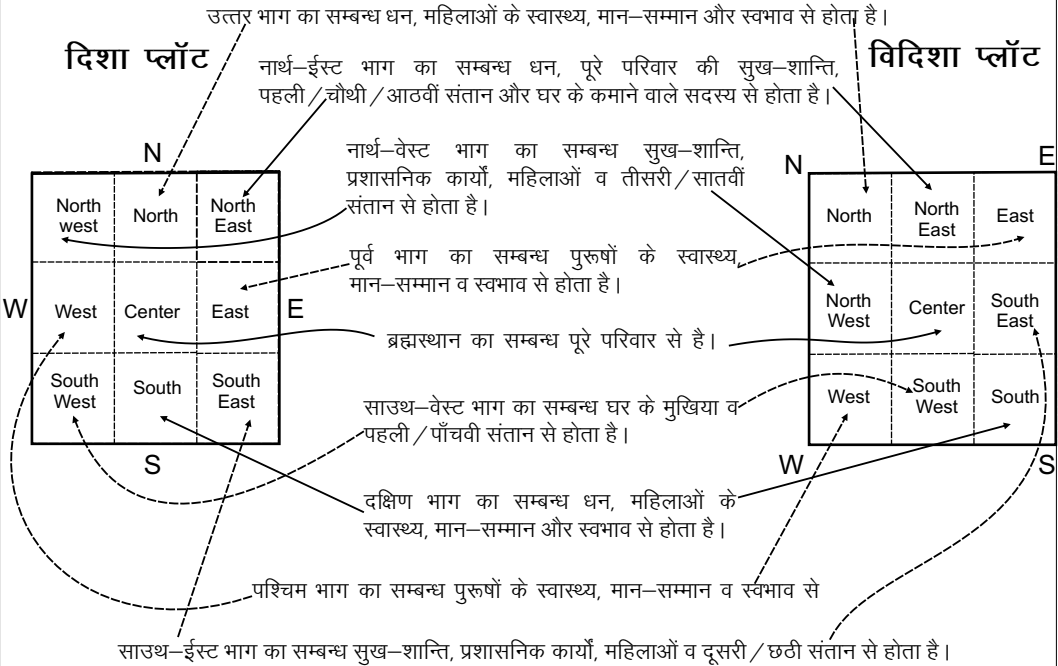 उत्तर भाग का सम्बन्ध धन, महिलाओं के स्वास्थ्य, मान–सम्मान और स्वभाव से होता है।
दिशा प्लॉट
विदिशा प्लॉट
नार्थ–ईस्ट भाग का सम्बन्ध धन, पूरे परिवार की सुख–शान्ति,
पहली/चौथी/आठवीं संतान और घर के कमाने वाले सदस्य से होता है।
नार्थ–वेस्ट भाग का सम्बन्ध सुख–शान्ति,
प्रशासनिक कार्यों, महिलाओं व तीसरी/सातवीं
संतान से होता है।
पूर्व भाग का सम्बन्ध पुरूषों के स्वास्थ्य,
मान–सम्मान व स्वभाव से होता है।
ब्रह्मस्थान का सम्बन्ध पूरे परिवार से है।
साउथ–वेस्ट भाग का सम्बन्ध घर के मुखिया व
पहली/पाँचवी संतान से होता है।
दक्षिण भाग का सम्बन्ध धन, महिलाओं के
स्वास्थ्य, मान–सम्मान और स्वभाव से होता है।
पश्चिम भाग का सम्बन्ध पुरूषों के स्वास्थ्य, मान–सम्मान व स्वभाव से
साउथ–ईस्ट भाग का सम्बन्ध सुख–शान्ति, प्रशासनिक कार्यों, महिलाओं व दूसरी/छठी संतान से होता है।
N
North
west
North
North
East
W
West
Center
East
E
South
West
South
South
East
S
N
E
North
North
East
East
North
West
Center
South
East
West
South
West
South
W
S